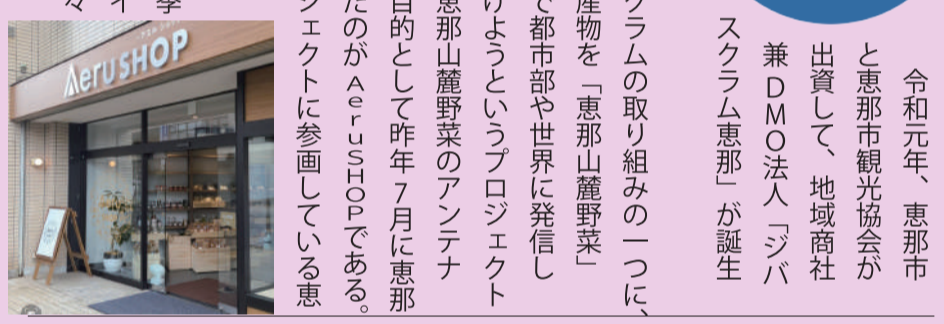 令和元年、恵那市
と恵那市観光協会が
出資して、地域商社
兼DMO法人「ジバ
スクラム恵那」が誕生
クラムの取り組みの一つに、
産物を「恵那山麓野菜」
で都市部や世界に発信し
けようというプロジェクト
恵那山麓野菜のアンテナ
目的として昨年7月に恵那
たのがAeruSHOPである。
ジェクトに参画している恵
イ
々
Aeru SHOP